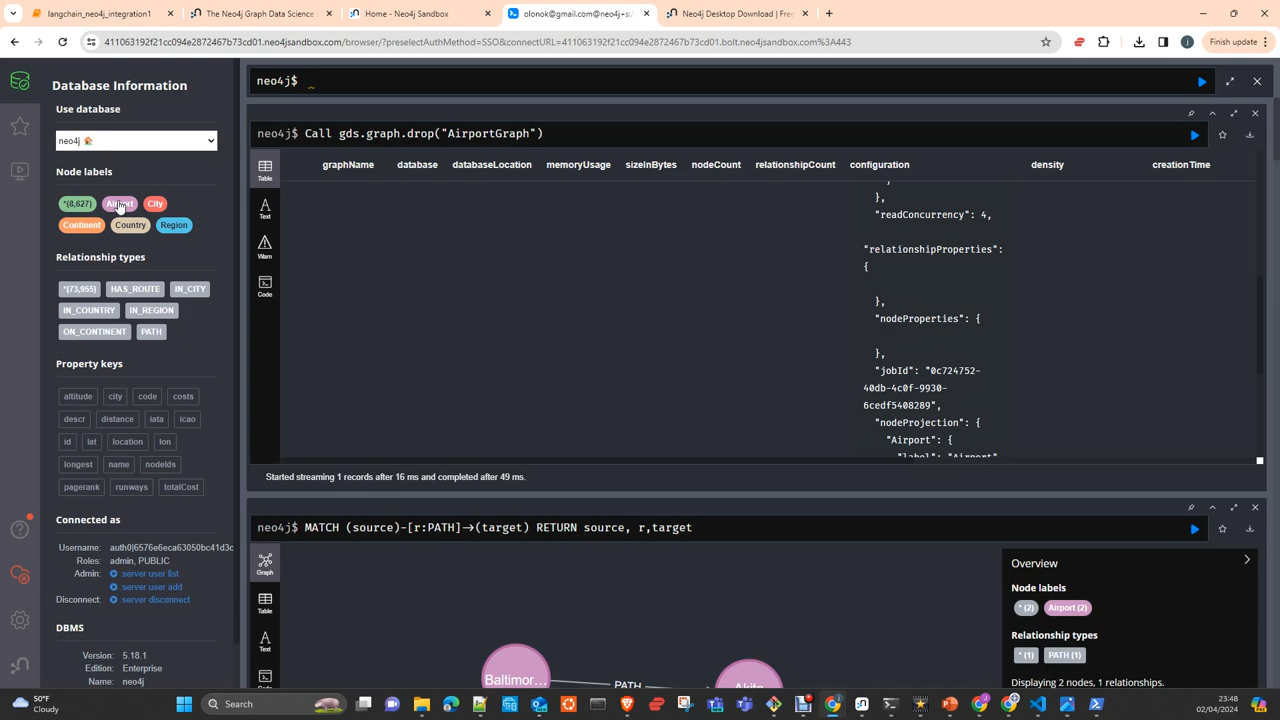 langchain_neo4j_integration1
The Neo4j Graph Data Science
Home - Neo4j Sandbox
olonok@gmail.com@neo4j+s:
Neo4j Desktop Download | Free
411063192f21cc094e2872467b73cd01.neo4jsandbox.com/browser/?preselectAuthMethod=SSO&connectURL=411063192f21cc094e2872467b73cd01.bolt.neo4jsandbox.com%3A443
Finish update
Database Information
Use database
neo4j
Node labels
*(8,627)
Airport
City
Continent
Country
Region
Relationship types
*(73,955)
HAS_ROUTE
IN_CITY
IN_COUNTRY
IN_REGION
ON_CONTINENT
PATH
Property keys
altitude
city
code
costs
descr
distance
iata
icao
id
lat
location
lon
longest
name
nodeIds
pagerank
runways
totalCost
Connected as
Username: auth0|6576e6eca63050bc41d3c
Roles: admin, PUBLIC
Admin: :server user list
:server user add
Disconnect: :server disconnect
DBMS
Version: 5.18.1
Edition: Enterprise
Name: neo4j
neo4j$ _
neo4j$ Call gds.graph.drop("AirportGraph")
Table
Text
Warn
Code
graphName database databaseLocation memoryUsage sizeInBytes nodeCount relationshipCount configuration density creationTime
},
"readConcurrency": 4,
"relationshipProperties":
{
},
"nodeProperties": {
},
"jobId": "0c724752-
40db-4c0f-9930-
6cedf5408289",
"nodeProjection": {
"Airport": {
"label": "Airport"
Started streaming 1 records after 16 ms and completed after 49 ms.
neo4j$ MATCH (source)-[r:PATH]→(target) RETURN source, r,target
Graph
Table
Text
Code
Baltimor...
PATH
Akita
Overview
Node labels
* (2)
Airport (2)
Relationship types
* (1)
PATH (1)
Displaying 2 nodes, 1 relationships.
50°F
Cloudy
Search
23:48
02/04/2024